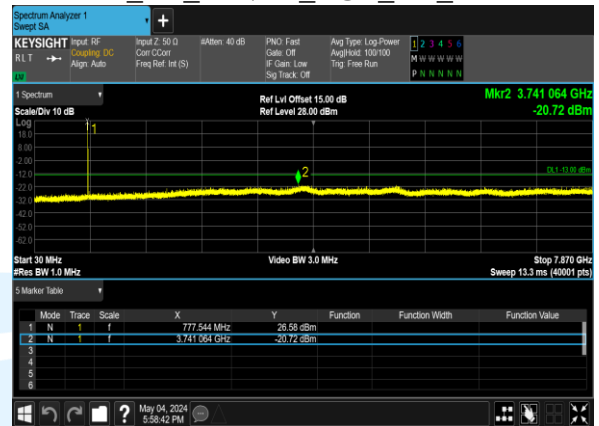 Spectrum Analyzer 1
Swept SA
+
KEYSIGHT Input: RF Input Z: 50 Ω #Atten: 40 dB PNO: Fast Avg Type: Log-Power 1 2 3 4 5 6
R L T Coupling: DC Corr CCorr Gate: Off Avg|Hold: 100/100 M W W W W W
Align: Auto Freq Ref: Int (S) IF Gain: Low Trig: Free Run
LV Sig Track: Off P N N N N N
1 Spectrum Ref Lvl Offset 15.00 dB Mkr2 3.741 064 GHz
Scale/Div 10 dB Ref Level 28.00 dBm -20.72 dBm
Log
1
18.0
8.00
-2.00
2
DL1 -13.00 dBm
-12.0
-22.0
-32.0
-42.0
-52.0
-62.0
Start 30 MHz Video BW 3.0 MHz Stop 7.870 GHz
#Res BW 1.0 MHz Sweep 13.3 ms (40001 pts)
5 Marker Table
Mode Trace Scale X Y Function Function Width Function Value
1 N 1 f 777.544 MHz 26.58 dBm
2 N 1 f 3.741 064 GHz -20.72 dBm
3
4
5
6
? May 04, 2024
5:58:42 PM